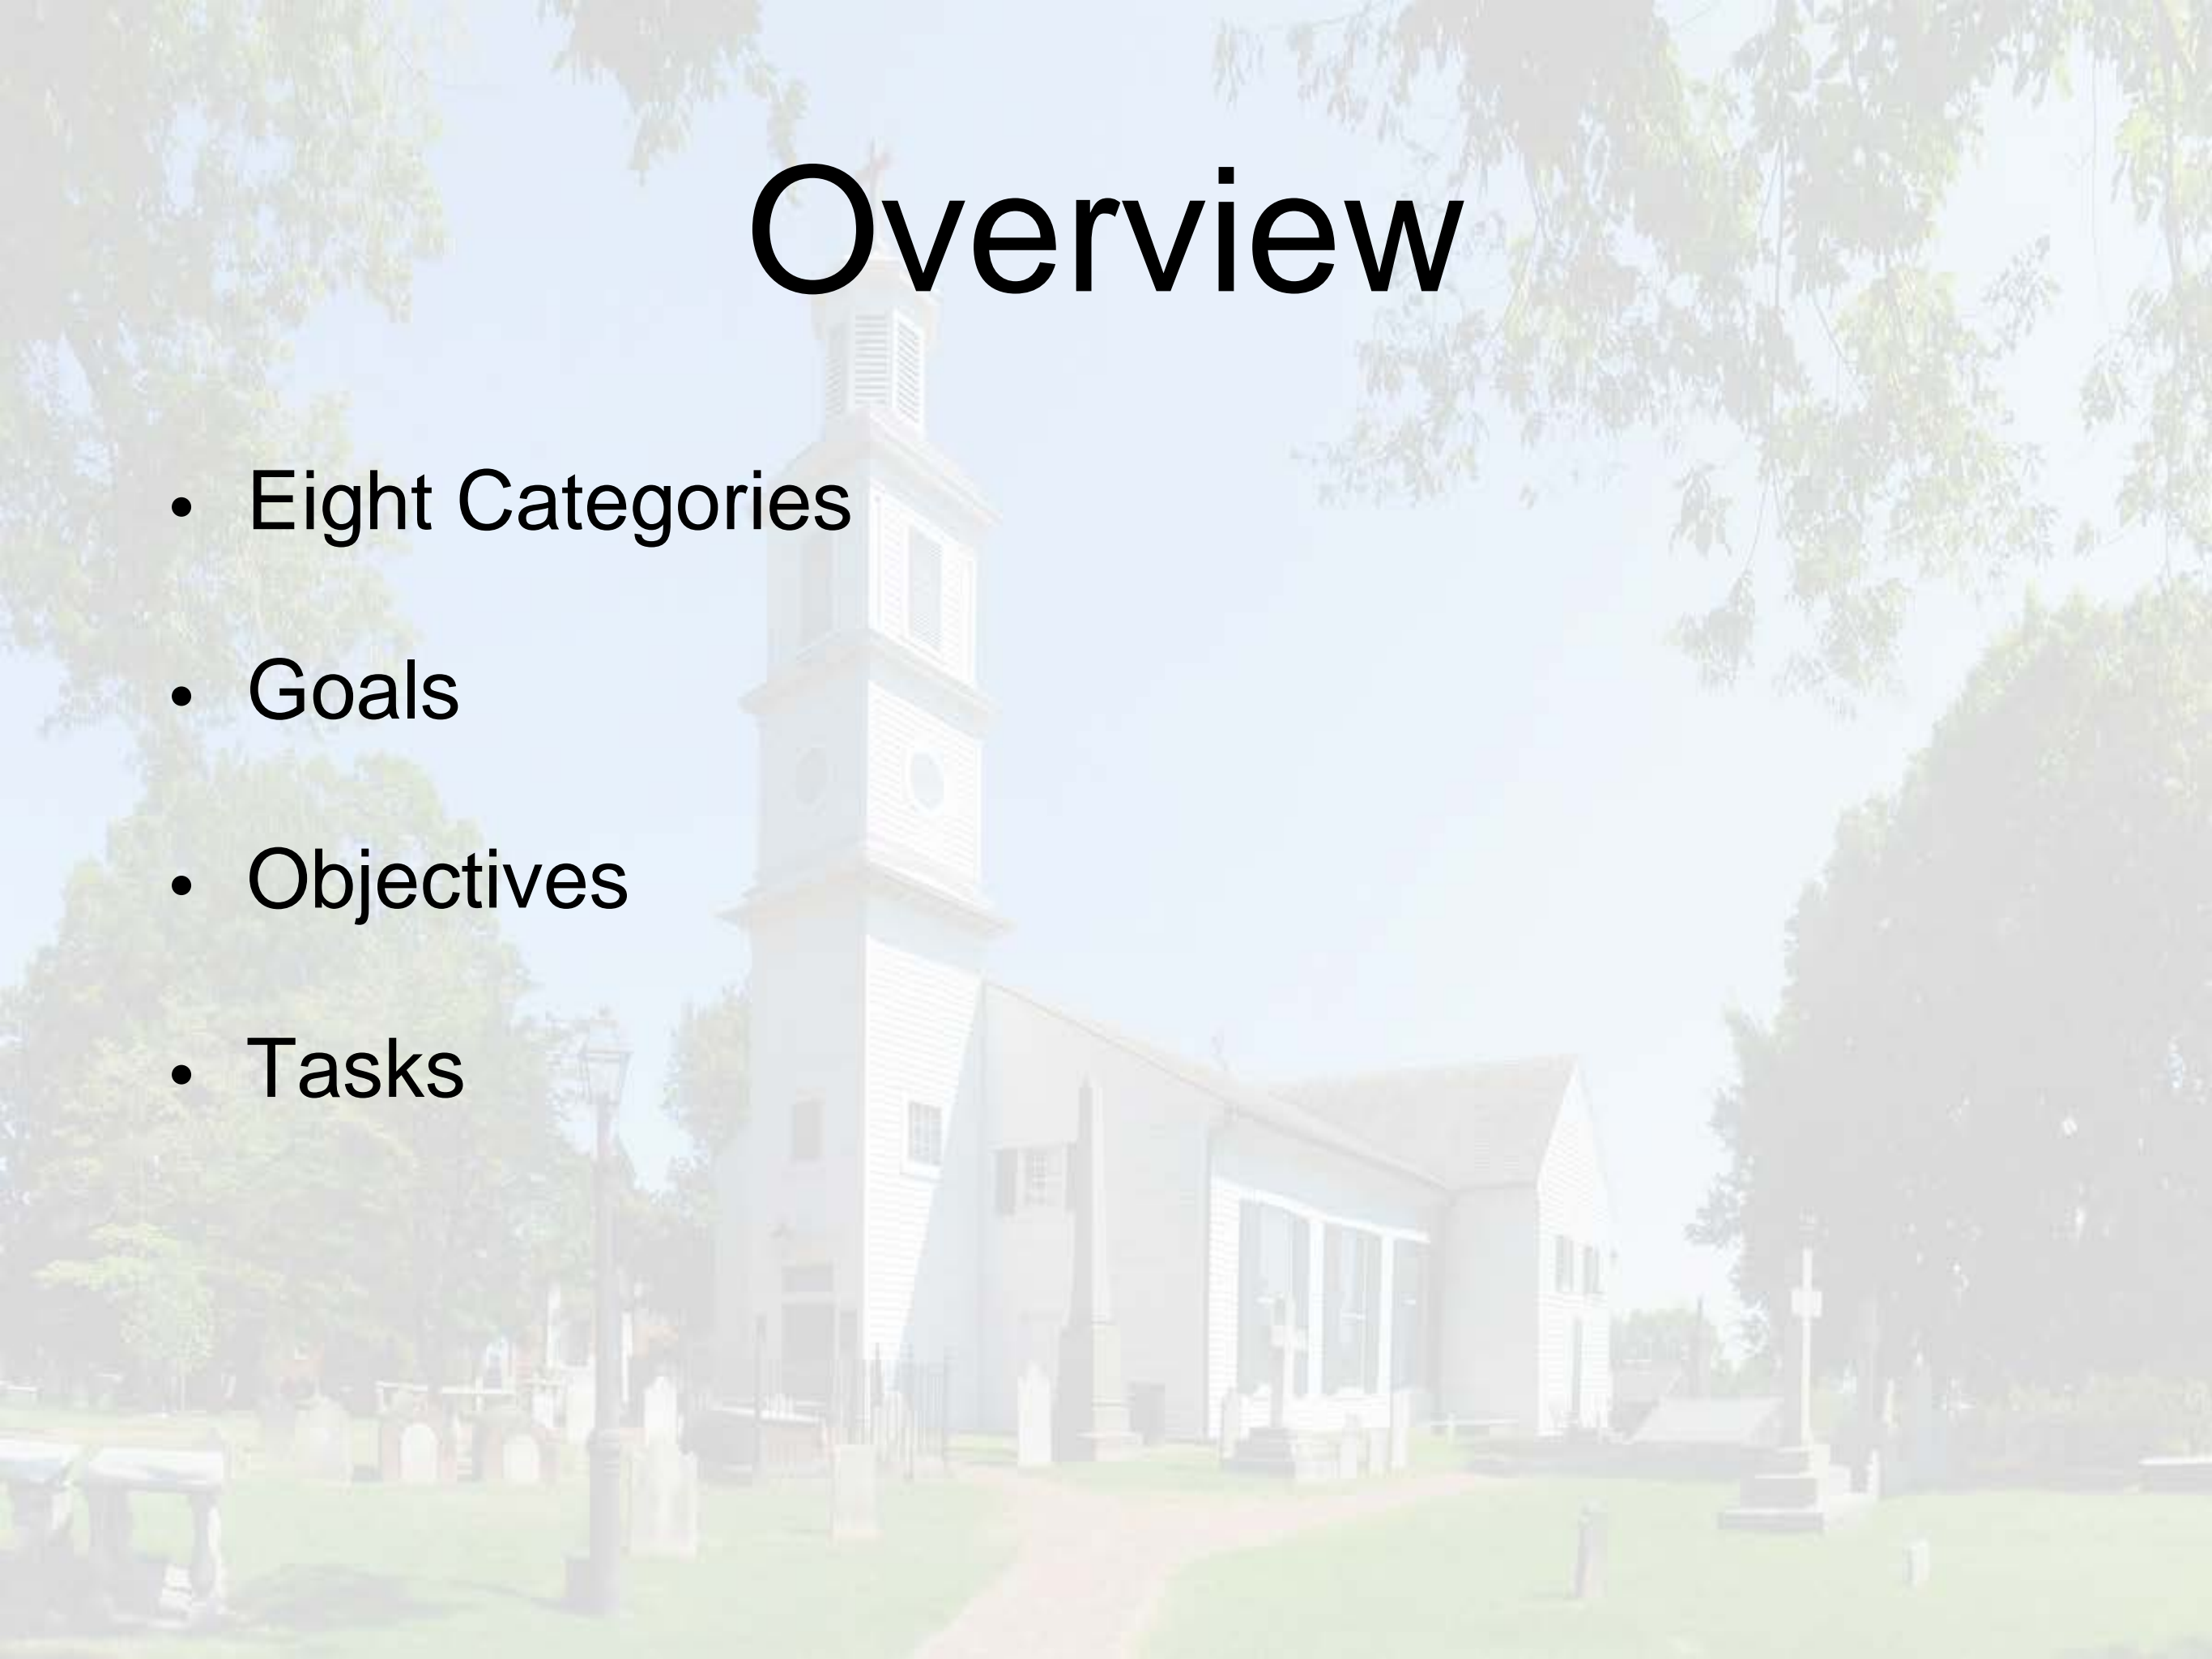 Overview
• Eight Categories
• Goals
• Objectives
• Tasks